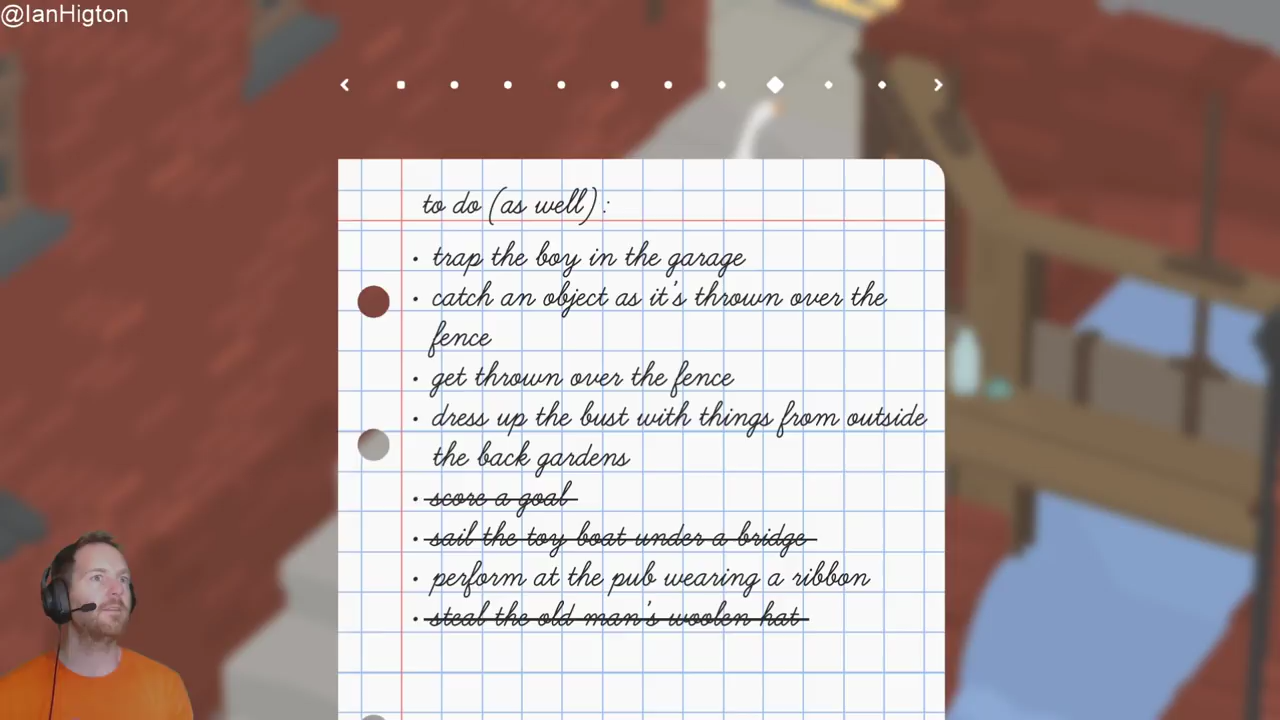 @IanHigton
to do (as well):
• trap the boy in the garage
• catch an object as it's thrown over the
fence
• get thrown over the fence
• dress up the bust with things from outside
the back gardens
• score a goal
• sail the toy boat under a bridge
• perform at the pub wearing a ribbon
• steal the old man's woolen hat